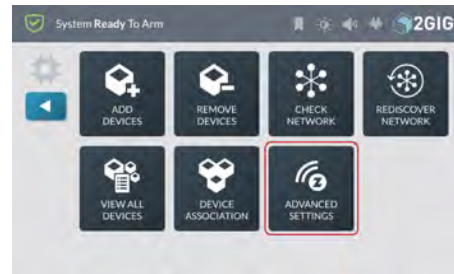 System Ready To Arm
2GIG
ADD
DEVICES
REMOVE
DEVICES
CHECK
NETWORK
REDISCOVER
NETWORK
VIEW ALL
DEVICES
DEVICE
ASSOCIATION
Z
ADVANCED
SETTINGS